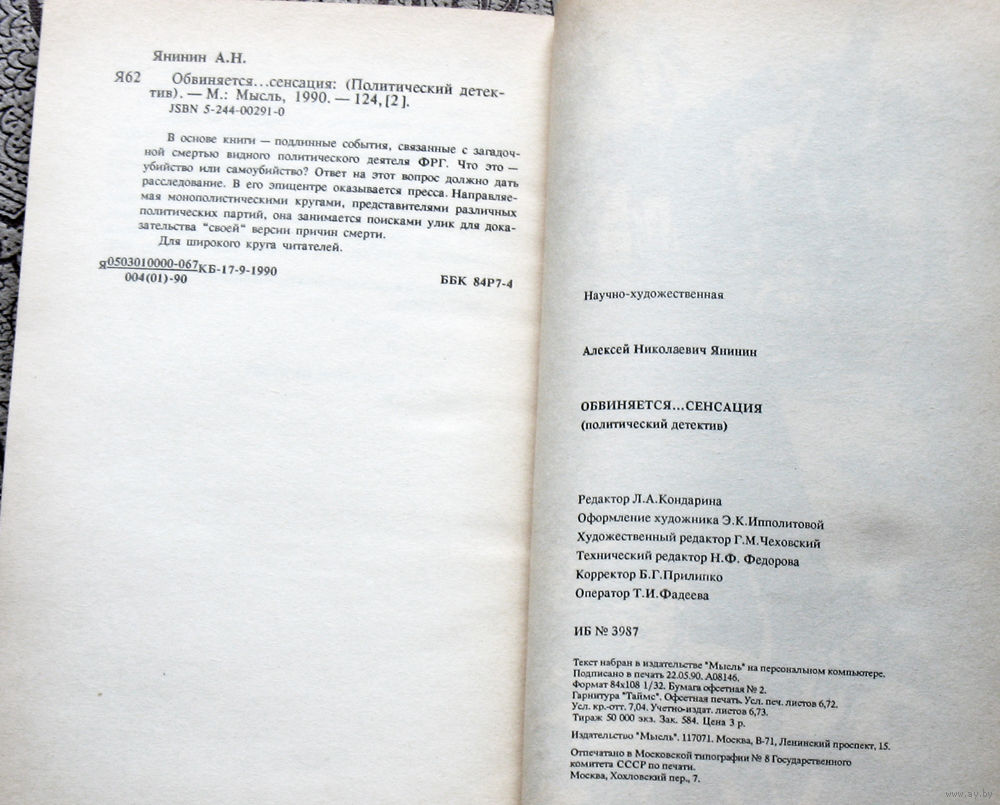 Янинин А.Н.
Я62 Обвиняется...сенсация: (Политический детек-
тив). — М.: Мысль, 1990. — 124, [2].
JSBN 5-244-00291-0
В основе книги — подлинные события, связанные с загадоч-
ной смертью видного политического деятеля ФРГ. Что это —
убийство или самоубийство? Ответ на этот вопрос должно дать
расследование. В его эпицентре оказывается пресса. Направляе-
мая монополистическими кругами, представителями различных
политических партий, она занимается поисками улик для дока-
зательства "своей" версии причин смерти.
Для широкого круга читателей.
Я 0503010000-067 КБ-17-9-1990
004(01)-90
ББК 84Р7-4
Научно-художественная
Алексей Николаевич Янинин
ОБВИНЯЕТСЯ...СЕНСАЦИЯ
(политический детектив)
Редактор Л.А.Кондарина
Оформление художника Э.К.Ипполитовой
Художественный редактор Г.М.Чеховский
Технический редактор Н.Ф. Федорова
Корректор Б.Г.Прилипко
Оператор Т.И.Фадеева
ИБ № 3987
Текст набран в издательстве "Мысль" на персональном компьютере.
Подписано в печать 22.05.90. А08146.
Формат 84х108 1/32. Бумага офсетная № 2.
Гарнитура "Таймс". Офсетная печать. Усл. печ. листов 6,72.
Усл. кр.-отт. 7,04. Учетно-издат. листов 6,73.
Тираж 50 000 экз. Зак. 584. Цена 3 р.
Издательство "Мысль". 117071. Москва, В-71, Ленинский проспект, 15.
Отпечатано в Московской типографии № 8 Государственного
комитета СССР по печати.
Москва, Хохловский пер., 7.
www.ay.by